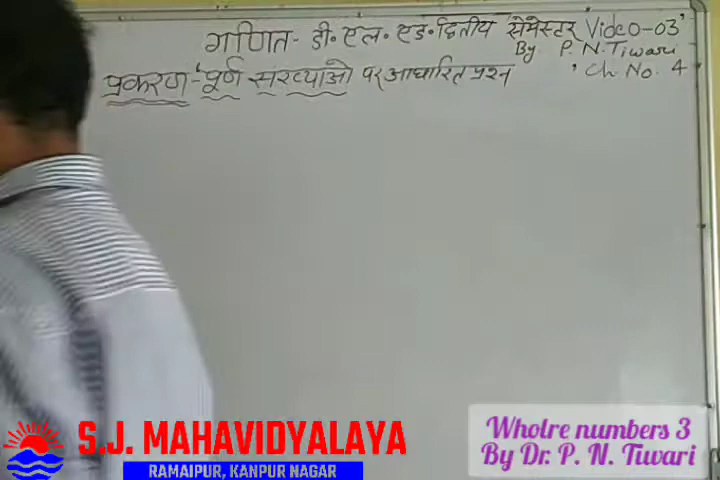 गणित - डी॰ एल॰ एड॰ द्वितीय सेमेस्टर Video-03'
By P. N. Tiwari
प्रकरण - 'पूर्ण संख्याओ पर आधारित प्रश्न' Ch No. 4
S.J. MAHAVIDYALAYA
RAMAIPUR, KANPUR NAGAR
Wholre numbers 3
By Dr. P. N. Tiwari